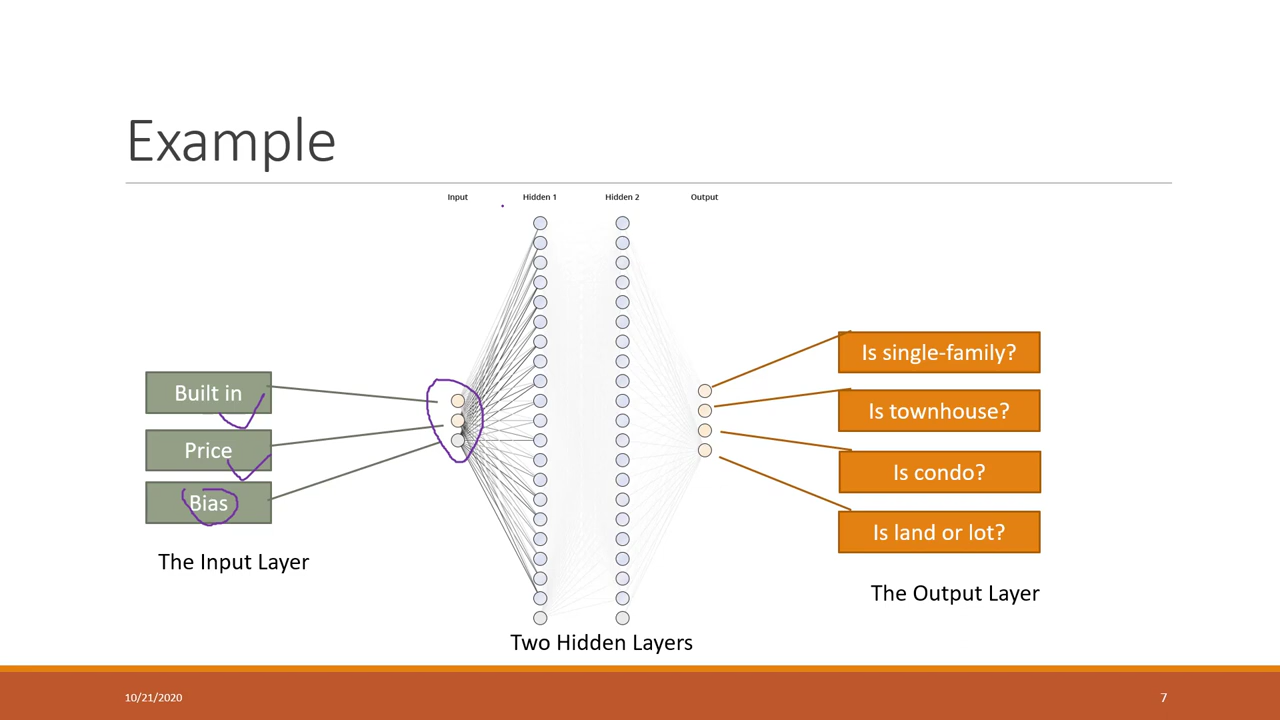 Example
Input
Hidden 1
Hidden 2
Output
Built in
Price
Bias
The Input Layer
Two Hidden Layers
Is single-family?
Is townhouse?
Is condo?
Is land or lot?
The Output Layer
10/21/2020
7